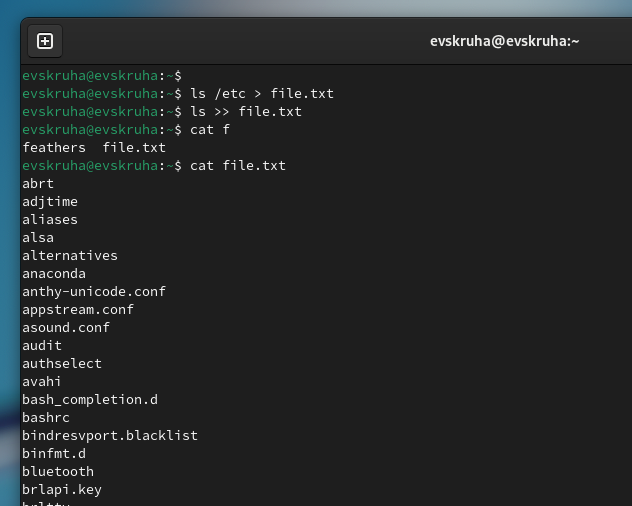 evskruha@evskruha:~
evskruha@evskruha:~$
evskruha@evskruha:~$ ls /etc > file.txt
evskruha@evskruha:~$ ls >> file.txt
evskruha@evskruha:~$ cat f
feathers  file.txt
evskruha@evskruha:~$ cat file.txt
abrt
adjtime
aliases
alsa
alternatives
anaconda
anthy-unicode.conf
appstream.conf
asound.conf
audit
authselect
avahi
bash_completion.d
bashrc
bindresvport.blacklist
binfmt.d
bluetooth
brlapi.key